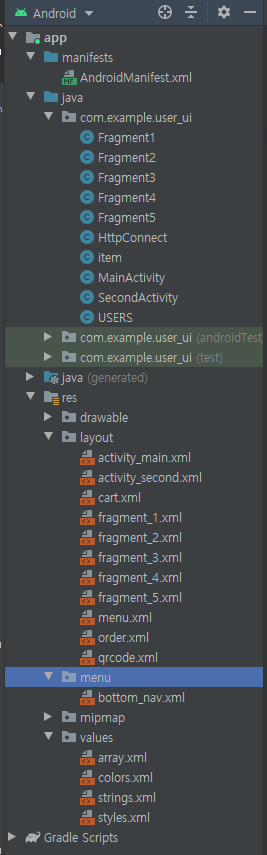 Android
app
manifests
AndroidManifest.xml
java
com.example.user_ui
Fragment1
Fragment2
Fragment3
Fragment4
Fragment5
HttpConnect
item
MainActivity
SecondActivity
USERS
com.example.user_ui (androidTest
com.example.user_ui (test)
java (generated)
res
drawable
layout
activity_main.xml
activity_second.xml
cart.xml
fragment_1.xml
fragment_2.xml
fragment_3.xml
fragment_4.xml
fragment_5.xml
menu.xml
order.xml
qrcode.xml
menu
bottom_nav.xml
mipmap
values
array.xml
colors.xml
strings.xml
styles.xml
Gradle Scripts